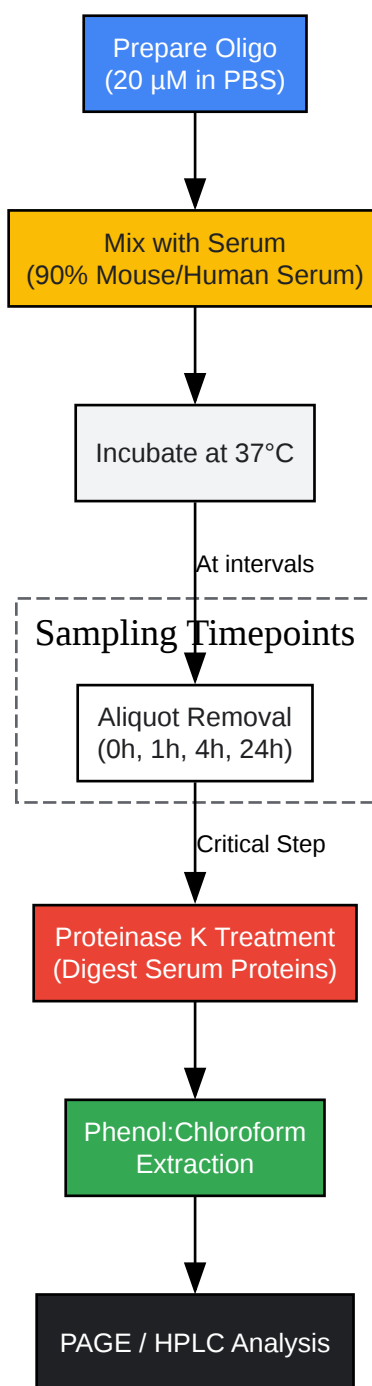 Prepare Oligo
(20 µM in PBS)
Mix with Serum
(90% Mouse/Human Serum)
Incubate at 37°C
At intervals
Sampling Timepoints
Aliquot Removal
(0h, 1h, 4h, 24h)
Critical Step
Proteinase K Treatment
(Digest Serum Proteins)
Phenol:Chloroform
Extraction
PAGE / HPLC Analysis